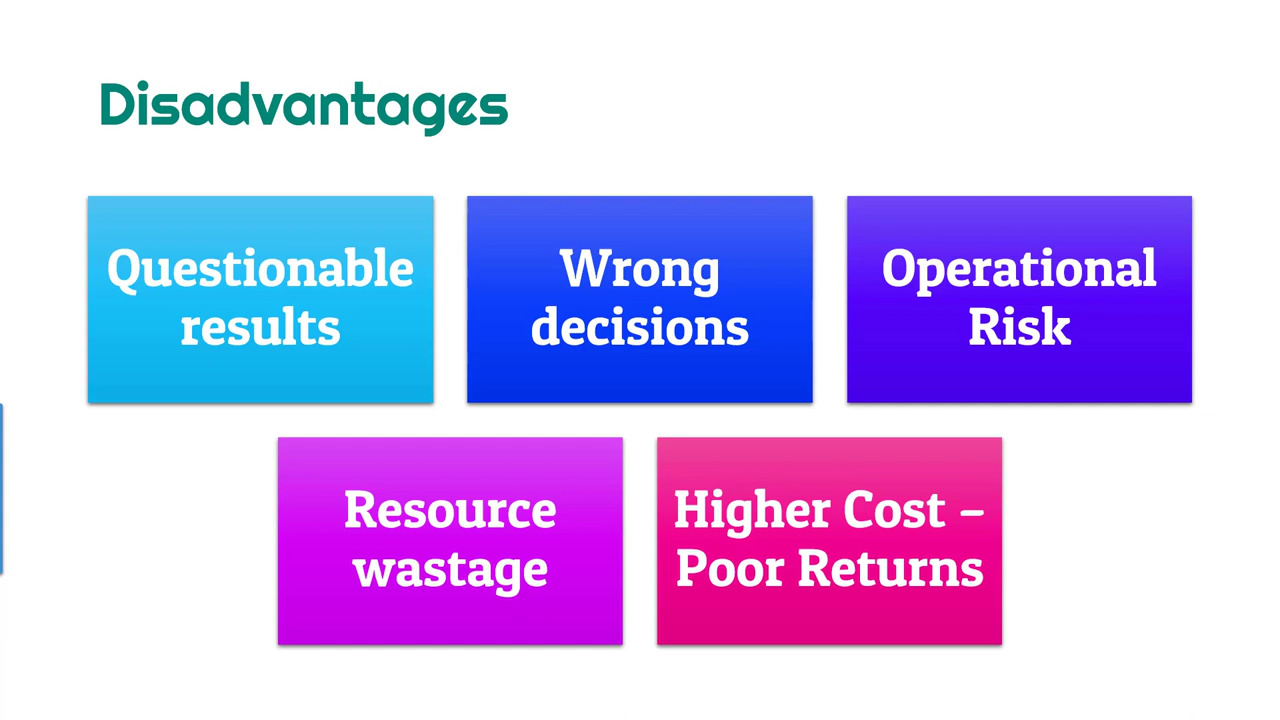 Disadvantages
Questionable
results
Wrong
decisions
Operational
Risk
Resource
wastage
Higher Cost –
Poor Returns